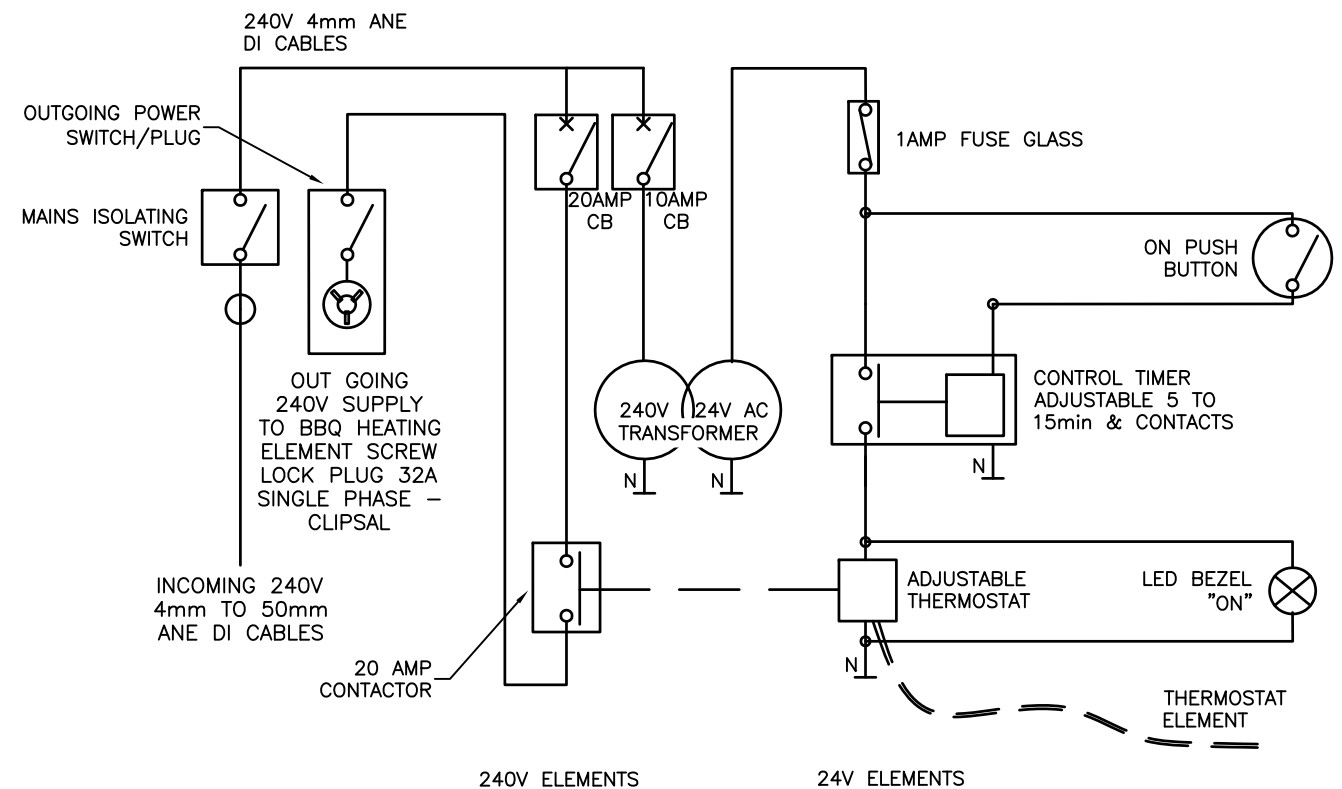 240V 4mm ANE
DI CABLES
OUTGOING POWER
SWITCH/PLUG
MAINS ISOLATING
SWITCH
20AMP
CB
10AMP
CB
1AMP FUSE GLASS
ON PUSH
BUTTON
OUT GOING
240V SUPPLY
TO BBQ HEATING
ELEMENT SCREW
LOCK PLUG 32A
SINGLE PHASE –
CLIPSAL
240V
24V AC
TRANSFORMER
N
N
CONTROL TIMER
ADJUSTABLE 5 TO
15min & CONTACTS
N
INCOMING 240V
4mm TO 50mm
ANE DI CABLES
20 AMP
CONTACTOR
ADJUSTABLE
THERMOSTAT
LED BEZEL
"ON"
N
THERMOSTAT
ELEMENT
240V ELEMENTS
24V ELEMENTS